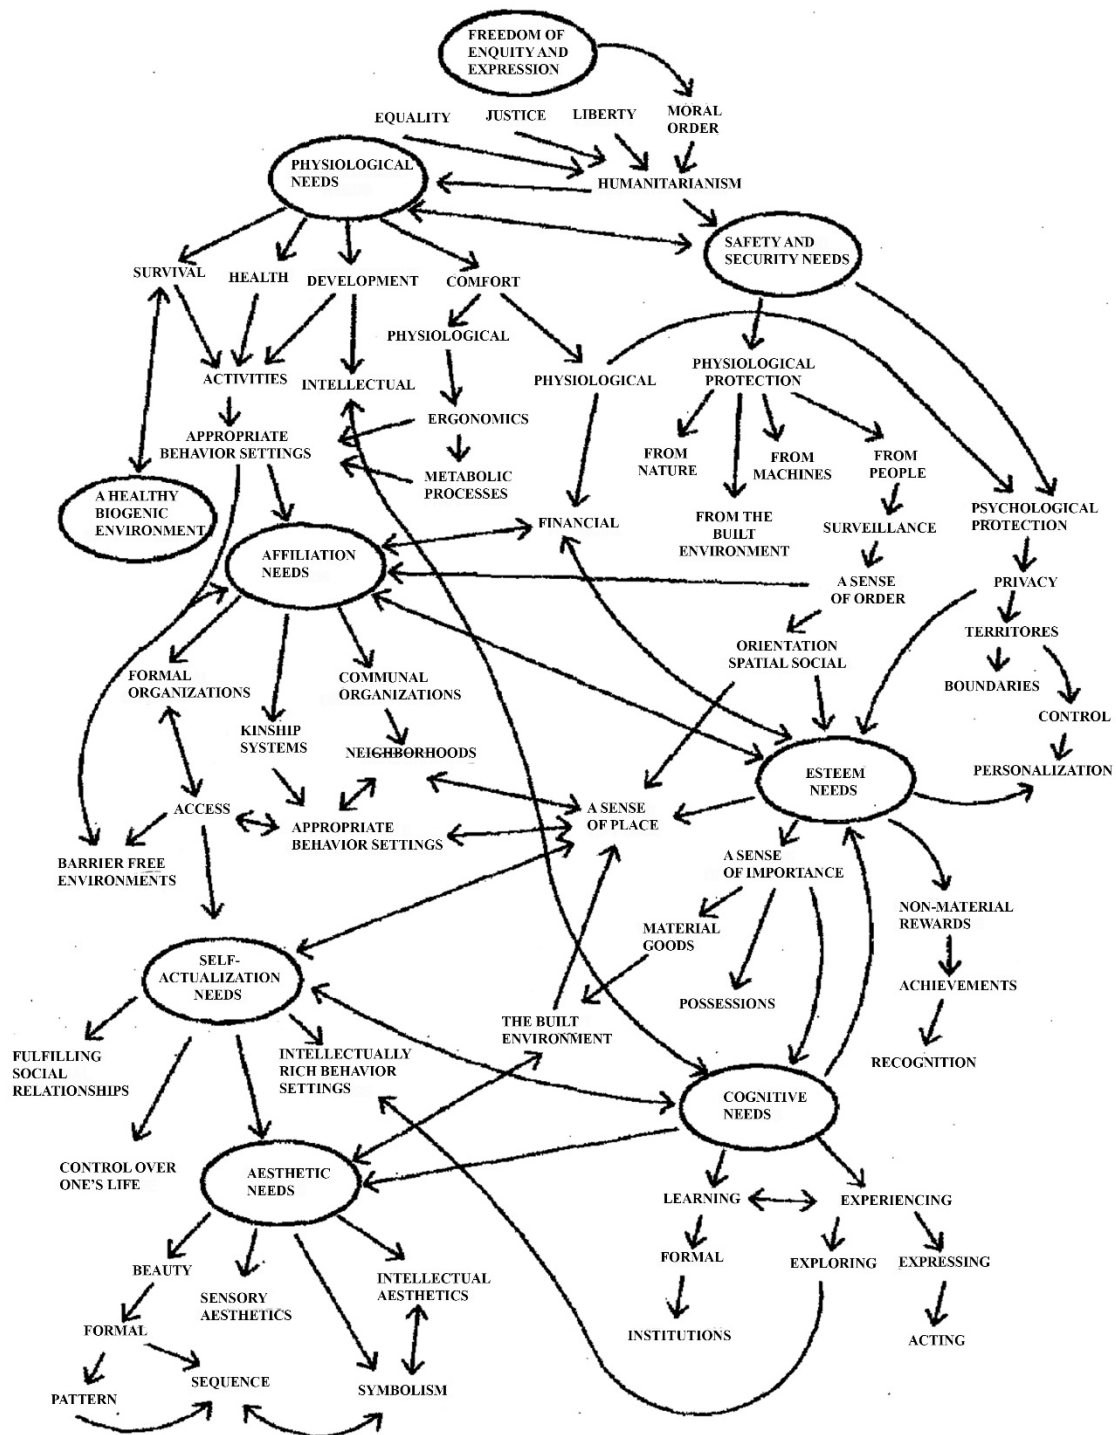 FREEDOM OF
ENQUITY AND
EXPRESSION
EQUALITY
JUSTICE
LIBERTY
MORAL
ORDER
PHYSIOLOGICAL
NEEDS
HUMANITARIANISM
SAFETY AND
SECURITY NEEDS
SURVIVAL
HEALTH
DEVELOPMENT
COMFORT
PHYSIOLOGICAL
ACTIVITIES
INTELLECTUAL
PHYSIOLOGICAL
PHYSIOLOGICAL
PROTECTION
ERGONOMICS
APPROPRIATE
BEHAVIOR SETTINGS
METABOLIC
PROCESSES
FROM
NATURE
FROM
MACHINES
FROM
PEOPLE
A HEALTHY
BIOGENIC
ENVIRONMENT
FINANCIAL
FROM THE
BUILT
ENVIRONMENT
SURVEILLANCE
PSYCHOLOGICAL
PROTECTION
AFFILIATION
NEEDS
A SENSE
OF ORDER
PRIVACY
TERRITORES
ORIENTATION
SPATIAL SOCIAL
BOUNDARIES
FORMAL
ORGANIZATIONS
COMMUNAL
ORGANIZATIONS
CONTROL
KINSHIP
SYSTEMS
NEIGHBORHOODS
ESTEEM
NEEDS
PERSONALIZATION
ACCESS
APPROPRIATE
BEHAVIOR SETTINGS
A SENSE
OF PLACE
BARRIER FREE
ENVIRONMENTS
A SENSE
OF IMPORTANCE
NON-MATERIAL
REWARDS
MATERIAL
GOODS
SELF-
ACTUALIZATION
NEEDS
POSSESSIONS
ACHIEVEMENTS
THE BUILT
ENVIRONMENT
RECOGNITION
FULFILLING
SOCIAL
RELATIONSHIPS
INTELLECTUALLY
RICH BEHAVIOR
SETTINGS
COGNITIVE
NEEDS
CONTROL OVER
ONE'S LIFE
AESTHETIC
NEEDS
LEARNING
EXPERIENCING
FORMAL
EXPLORING
EXPRESSING
BEAUTY
SENSORY
AESTHETICS
INTELLECTUAL
AESTHETICS
FORMAL
INSTITUTIONS
ACTING
PATTERN
SEQUENCE
SYMBOLISM